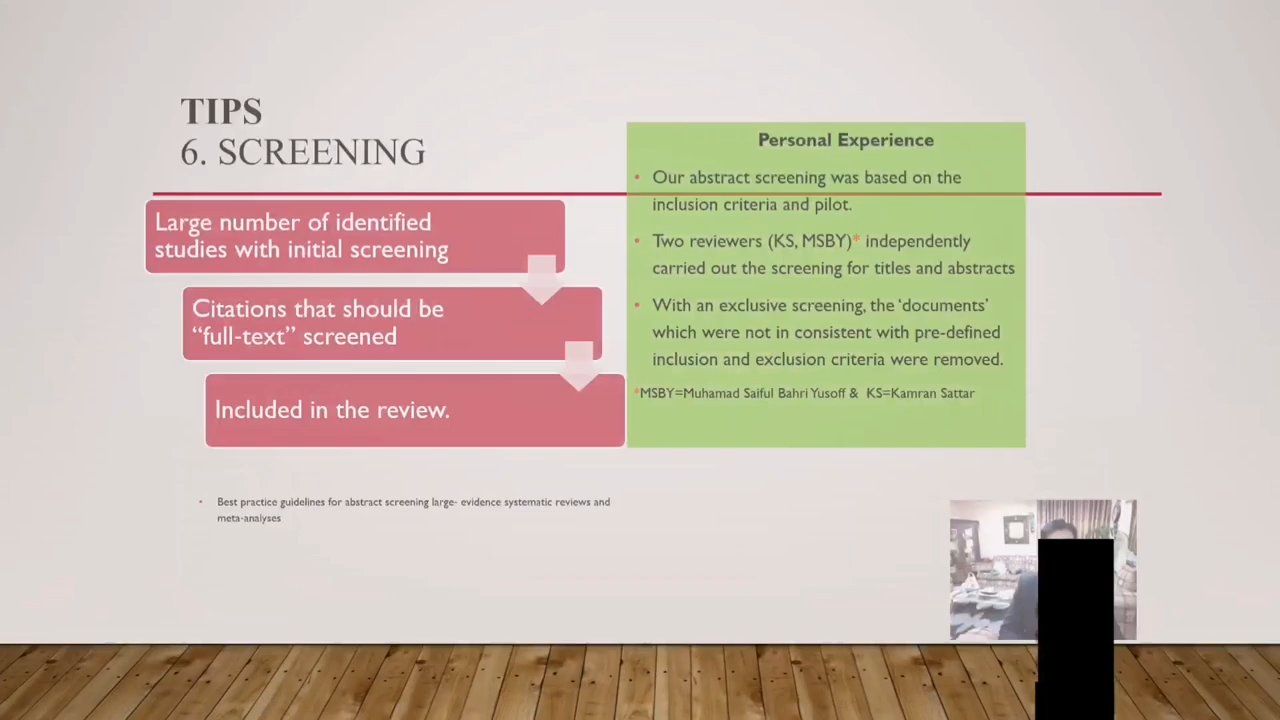 TIPS
6. SCREENING
Large number of identified
studies with initial screening
Citations that should be
“full-text” screened
Included in the review.
• Best practice guidelines for abstract screening large- evidence systematic reviews and
meta-analyses
Personal Experience
• Our abstract screening was based on the
inclusion criteria and pilot.
• Two reviewers (KS, MSBY)* independently
carried out the screening for titles and abstracts
• With an exclusive screening, the ‘documents’
which were not in consistent with pre-defined
inclusion and exclusion criteria were removed.
*MSBY=Muhamad Saiful Bahri Yusoff & KS=Kamran Sattar